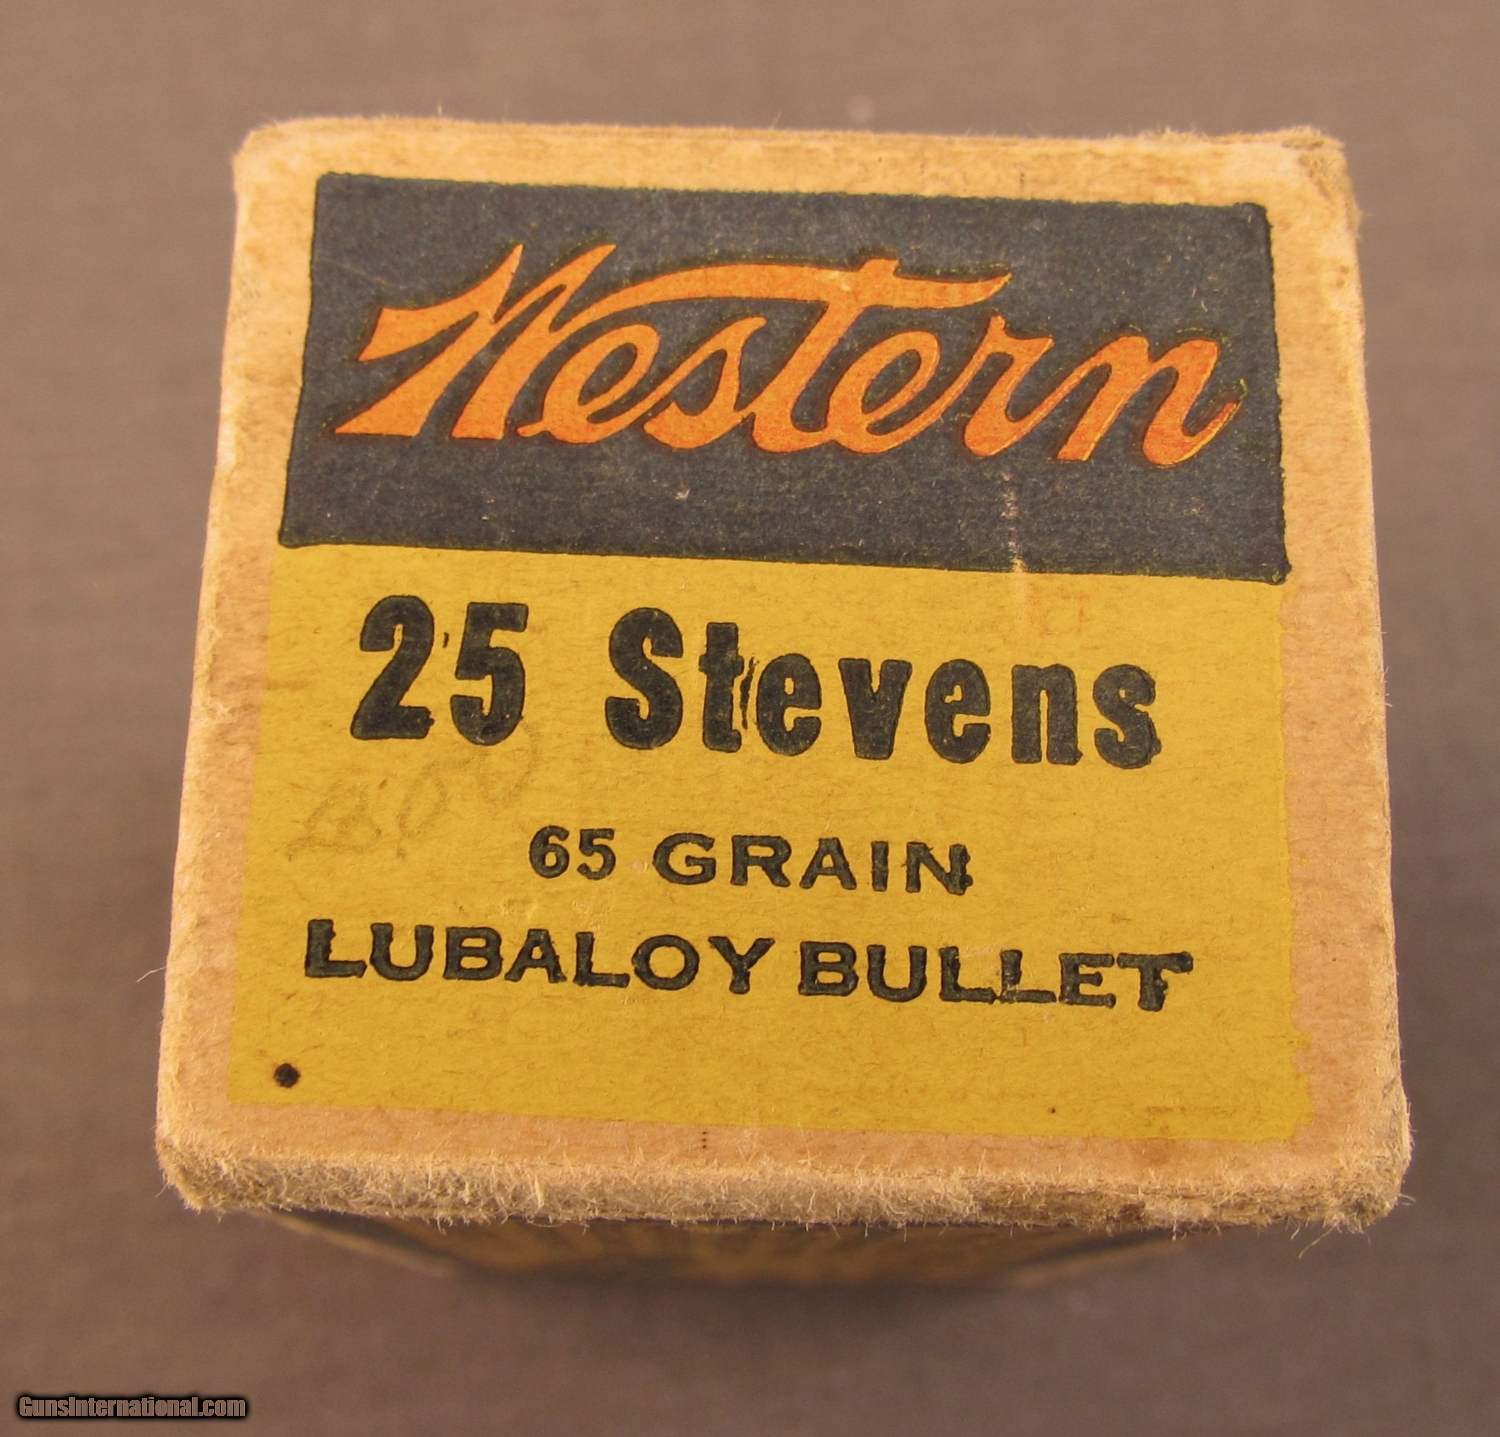 Western
25 Stevens
65 GRAIN
LUBALOY BULLET
GunsInternational.com